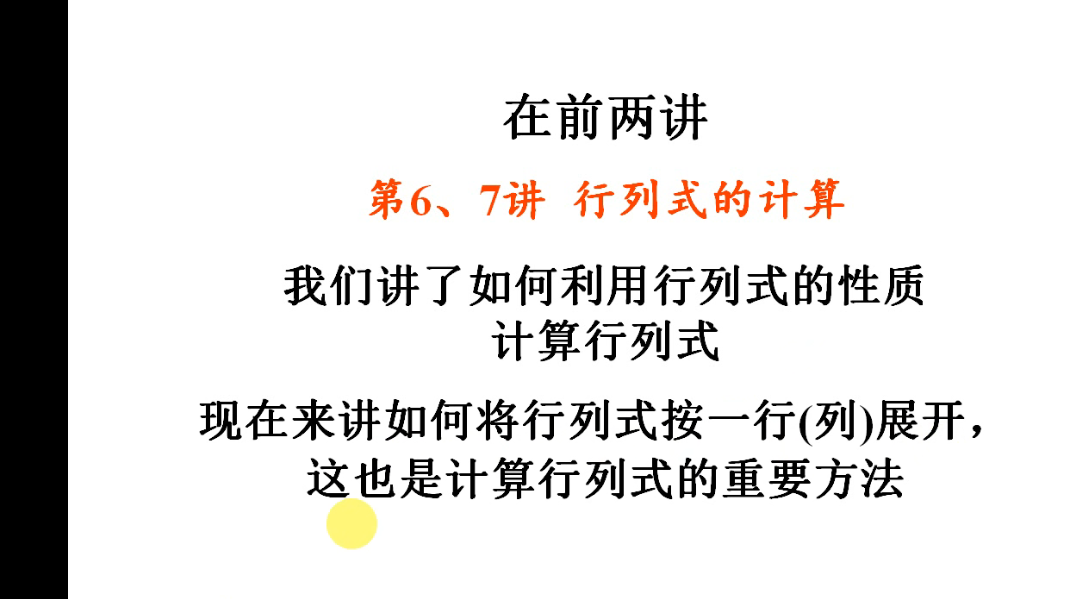 在前两讲
第6、7讲 行列式的计算
我们讲了如何利用行列式的性质
计算行列式
现在来讲如何将行列式按一行(列)展开，
这也是计算行列式的重要方法